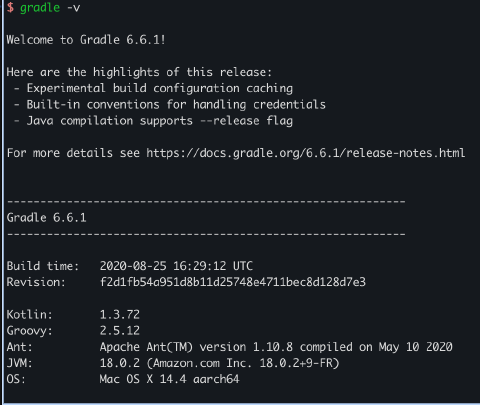 $ gradle -v
Welcome to Gradle 6.6.1!
Here are the highlights of this release:
- Experimental build configuration caching
- Built-in conventions for handling credentials
- Java compilation supports --release flag
For more details see https://docs.gradle.org/6.6.1/release-notes.html
------------------------------------------------------------
Gradle 6.6.1
------------------------------------------------------------
Build time:   2020-08-25 16:29:12 UTC
Revision:     f2d1fb54a951d8b11d25748e4711bec8d128d7e3
Kotlin:       1.3.72
Groovy:       2.5.12
Ant:          Apache Ant(TM) version 1.10.8 compiled on May 10 2020
JVM:          18.0.2 (Amazon.com Inc. 18.0.2+9-FR)
OS:           Mac OS X 14.4 aarch64